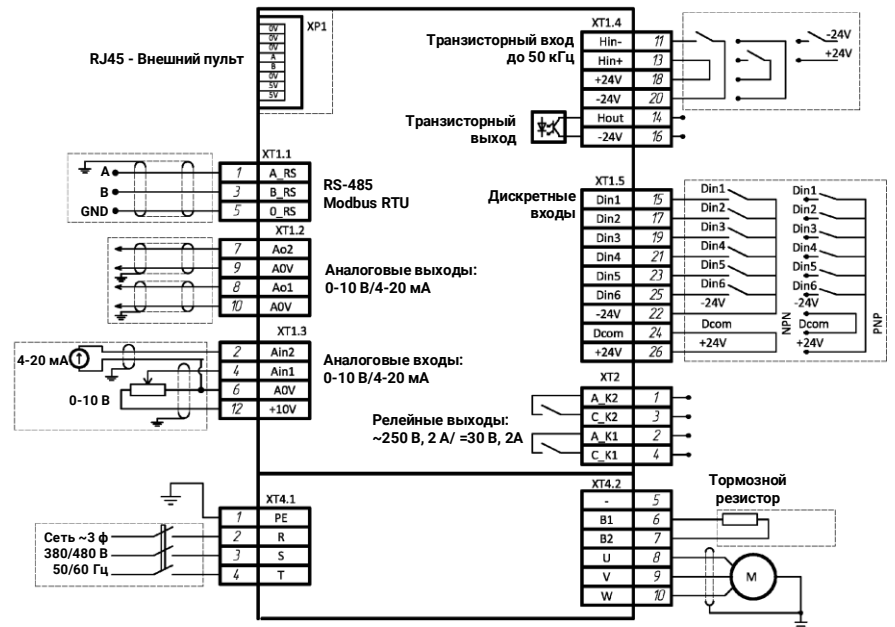 XP1
0V
0V
0V
A
B
0V
5V
5V
RJ45 - Внешний пульт
XT1.1
A
B
GND
1 A_RS
3 B_RS
5 0_RS
RS-485
Modbus RTU
XT1.2
7 Ao2
9 A0V
8 Ao1
10 A0V
Аналоговые выходы:
0-10 В/4-20 мА
XT1.3
4-20 мА
0-10 В
2 Ain2
4 Ain1
6 A0V
12 +10V
Аналоговые входы:
0-10 В/4-20 мА
XT4.1
Сеть ~3 ф
380/480 В
50/60 Гц
1 PE
2 R
3 S
4 T
XT1.4
Транзисторный вход
до 50 кГц
Hin- 11
Hin+ 13
+24V 18
-24V 20
Hout 14
-24V 16
-24V
+24V
Транзисторный
выход
XT1.5
Дискретные
входы
Din1 15
Din2 17
Din3 19
Din4 21
Din5 23
Din6 25
-24V 22
Dcom 24
+24V 26
Din1
Din2
Din3
Din4
Din5
Din6
-24V
Dcom
+24V
NPN
Din1
Din2
Din3
Din4
Din5
Din6
-24V
Dcom
+24V
PNP
XT2
Релейные выходы:
~250 В, 2 А/ =30 В, 2А
A_K2 1
C_K2 3
A_K1 2
C_K1 4
XT4.2
- 5
B1 6
B2 7
U 8
V 9
W 10
Тормозной
резистор
M